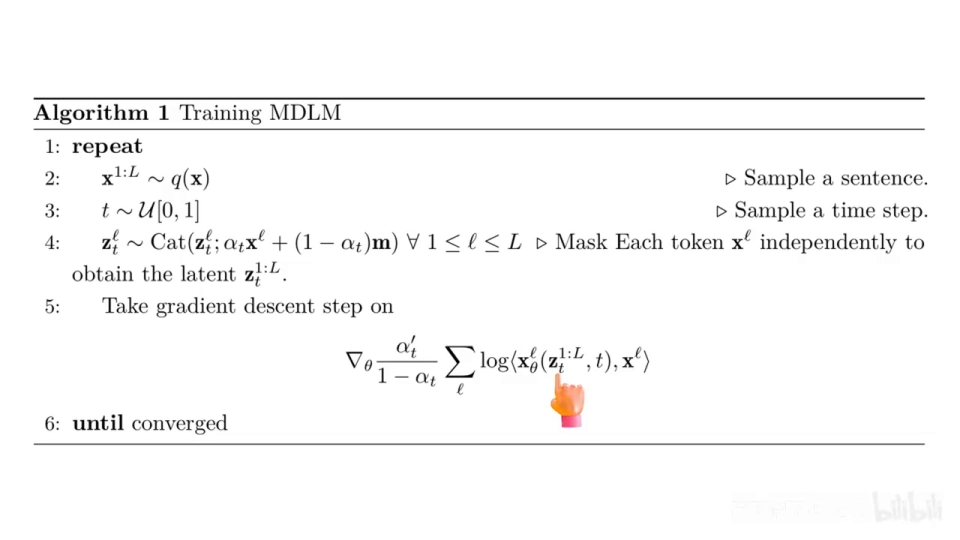 Algorithm 1 Training MDLM
1: repeat
2: x^{1:L} ∼ q(x) ▷ Sample a sentence.
3: t ∼ 𝒰[0, 1] ▷ Sample a time step.
4: z_t^ℓ ∼ Cat(z_t^ℓ; α_t x^ℓ + (1 − α_t)m) ∀ 1 ≤ ℓ ≤ L ▷ Mask Each token x^ℓ independently to
obtain the latent z_t^{1:L}.
5: Take gradient descent step on
∇_θ \frac{α′_t}{1 − α_t} ∑_ℓ log⟨x_θ^ℓ(z_t^{1:L}, t), x^ℓ⟩
6: until converged
bilibili